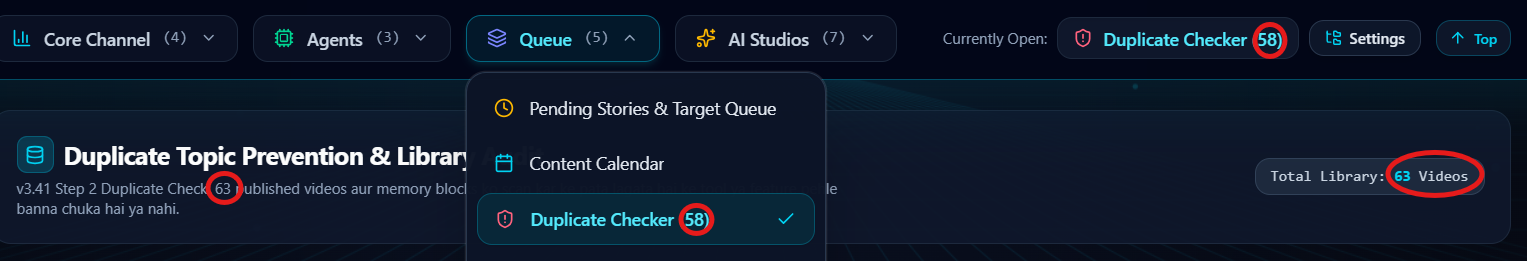 Core Channel (4)
Agents (3)
Queue (5)
AI Studios (7)
Currently Open:
Duplicate Checker 58)
Settings
Top
Pending Stories & Target Queue
Content Calendar
Duplicate Checker 58)
Duplicate Topic Prevention & Library
v3.41 Step 2 Duplicate Check 63 published videos aur memory block
banna chuka hai ya nahi.
Total Library: 63 Videos